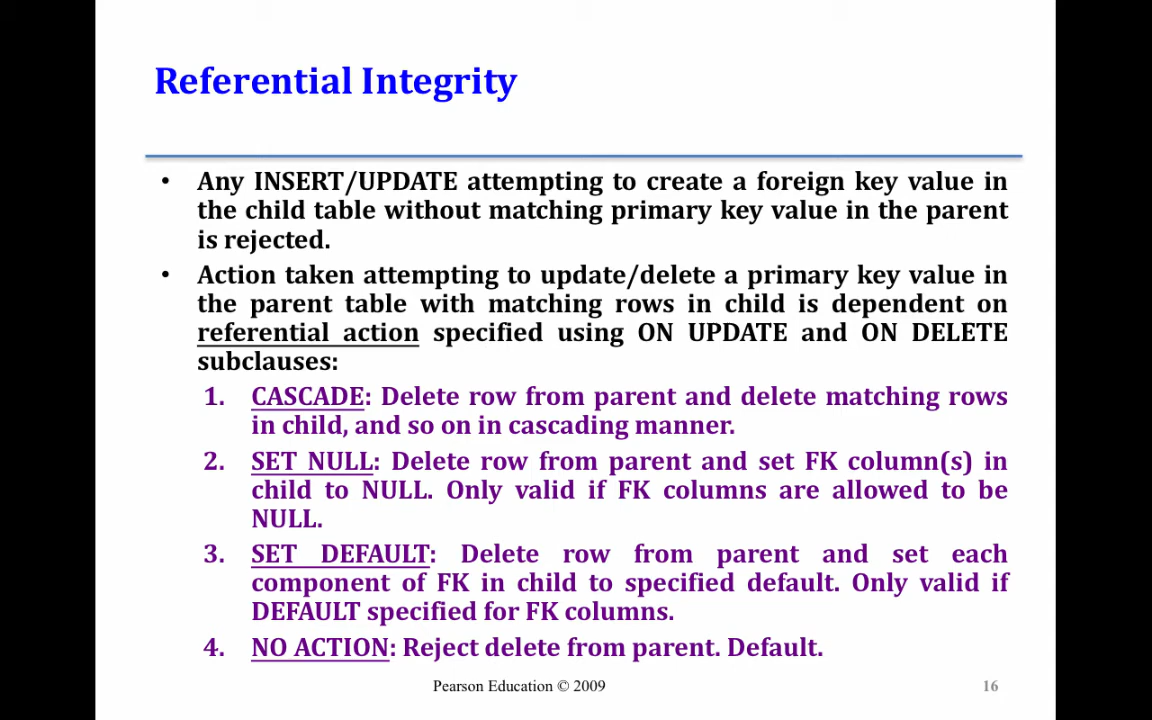 Referential Integrity
• Any INSERT/UPDATE attempting to create a foreign key value in
the child table without matching primary key value in the parent
is rejected.
• Action taken attempting to update/delete a primary key value in
the parent table with matching rows in child is dependent on
referential action specified using ON UPDATE and ON DELETE
subclauses:
1. CASCADE: Delete row from parent and delete matching rows
in child, and so on in cascading manner.
2. SET NULL: Delete row from parent and set FK column(s) in
child to NULL. Only valid if FK columns are allowed to be
NULL.
3. SET DEFAULT: Delete row from parent and set each
component of FK in child to specified default. Only valid if
DEFAULT specified for FK columns.
4. NO ACTION: Reject delete from parent. Default.
Pearson Education © 2009
16